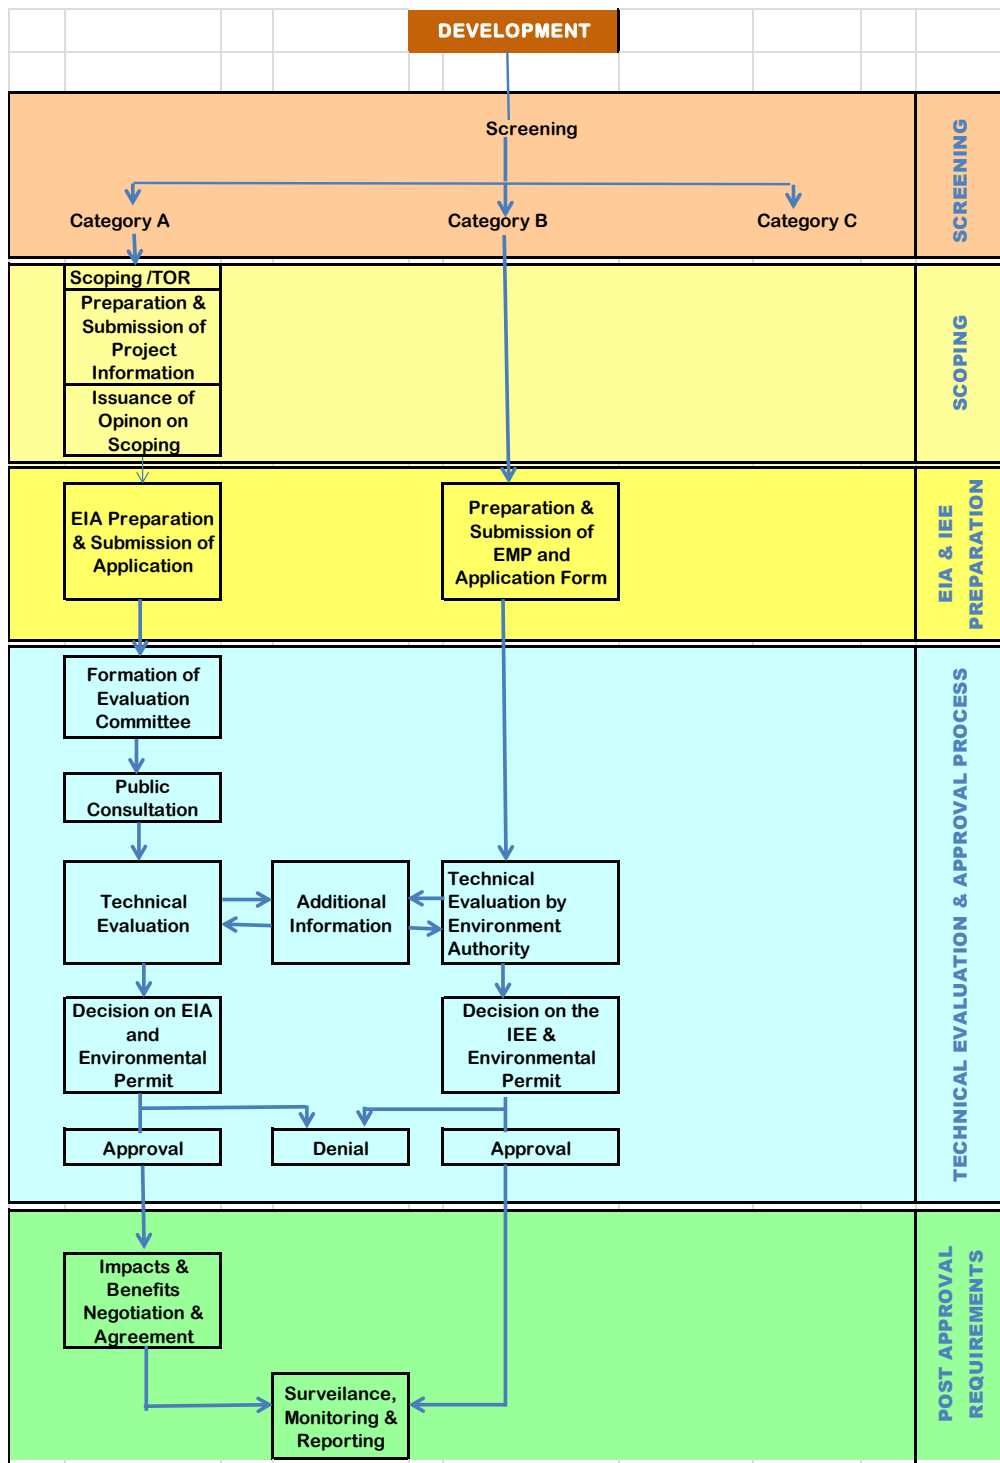 DEVELOPMENT
Screening
SCREENING
Category A
Category B
Category C
Scoping /TOR
Preparation &
Submission of
Project
Information
Issuance of
Opinon on
Scoping
SCOPING
EIA Preparation
& Submission of
Application
Preparation &
Submission of
EMP and
Application Form
EIA & IEE
PREPARATION
Formation of
Evaluation
Committee
Public
Consultation
Technical
Evaluation
Additional
Information
Technical
Evaluation by
Environment
Authority
Decision on EIA
and
Environmental
Permit
Decision on the
IEE &
Environmental
Permit
Approval
Denial
Approval
TECHNICAL EVALUATION & APPROVAL PROCESS
Impacts &
Benefits
Negotiation &
Agreement
Surveilance,
Monitoring &
Reporting
POST APPROVAL
REQUIREMENTS